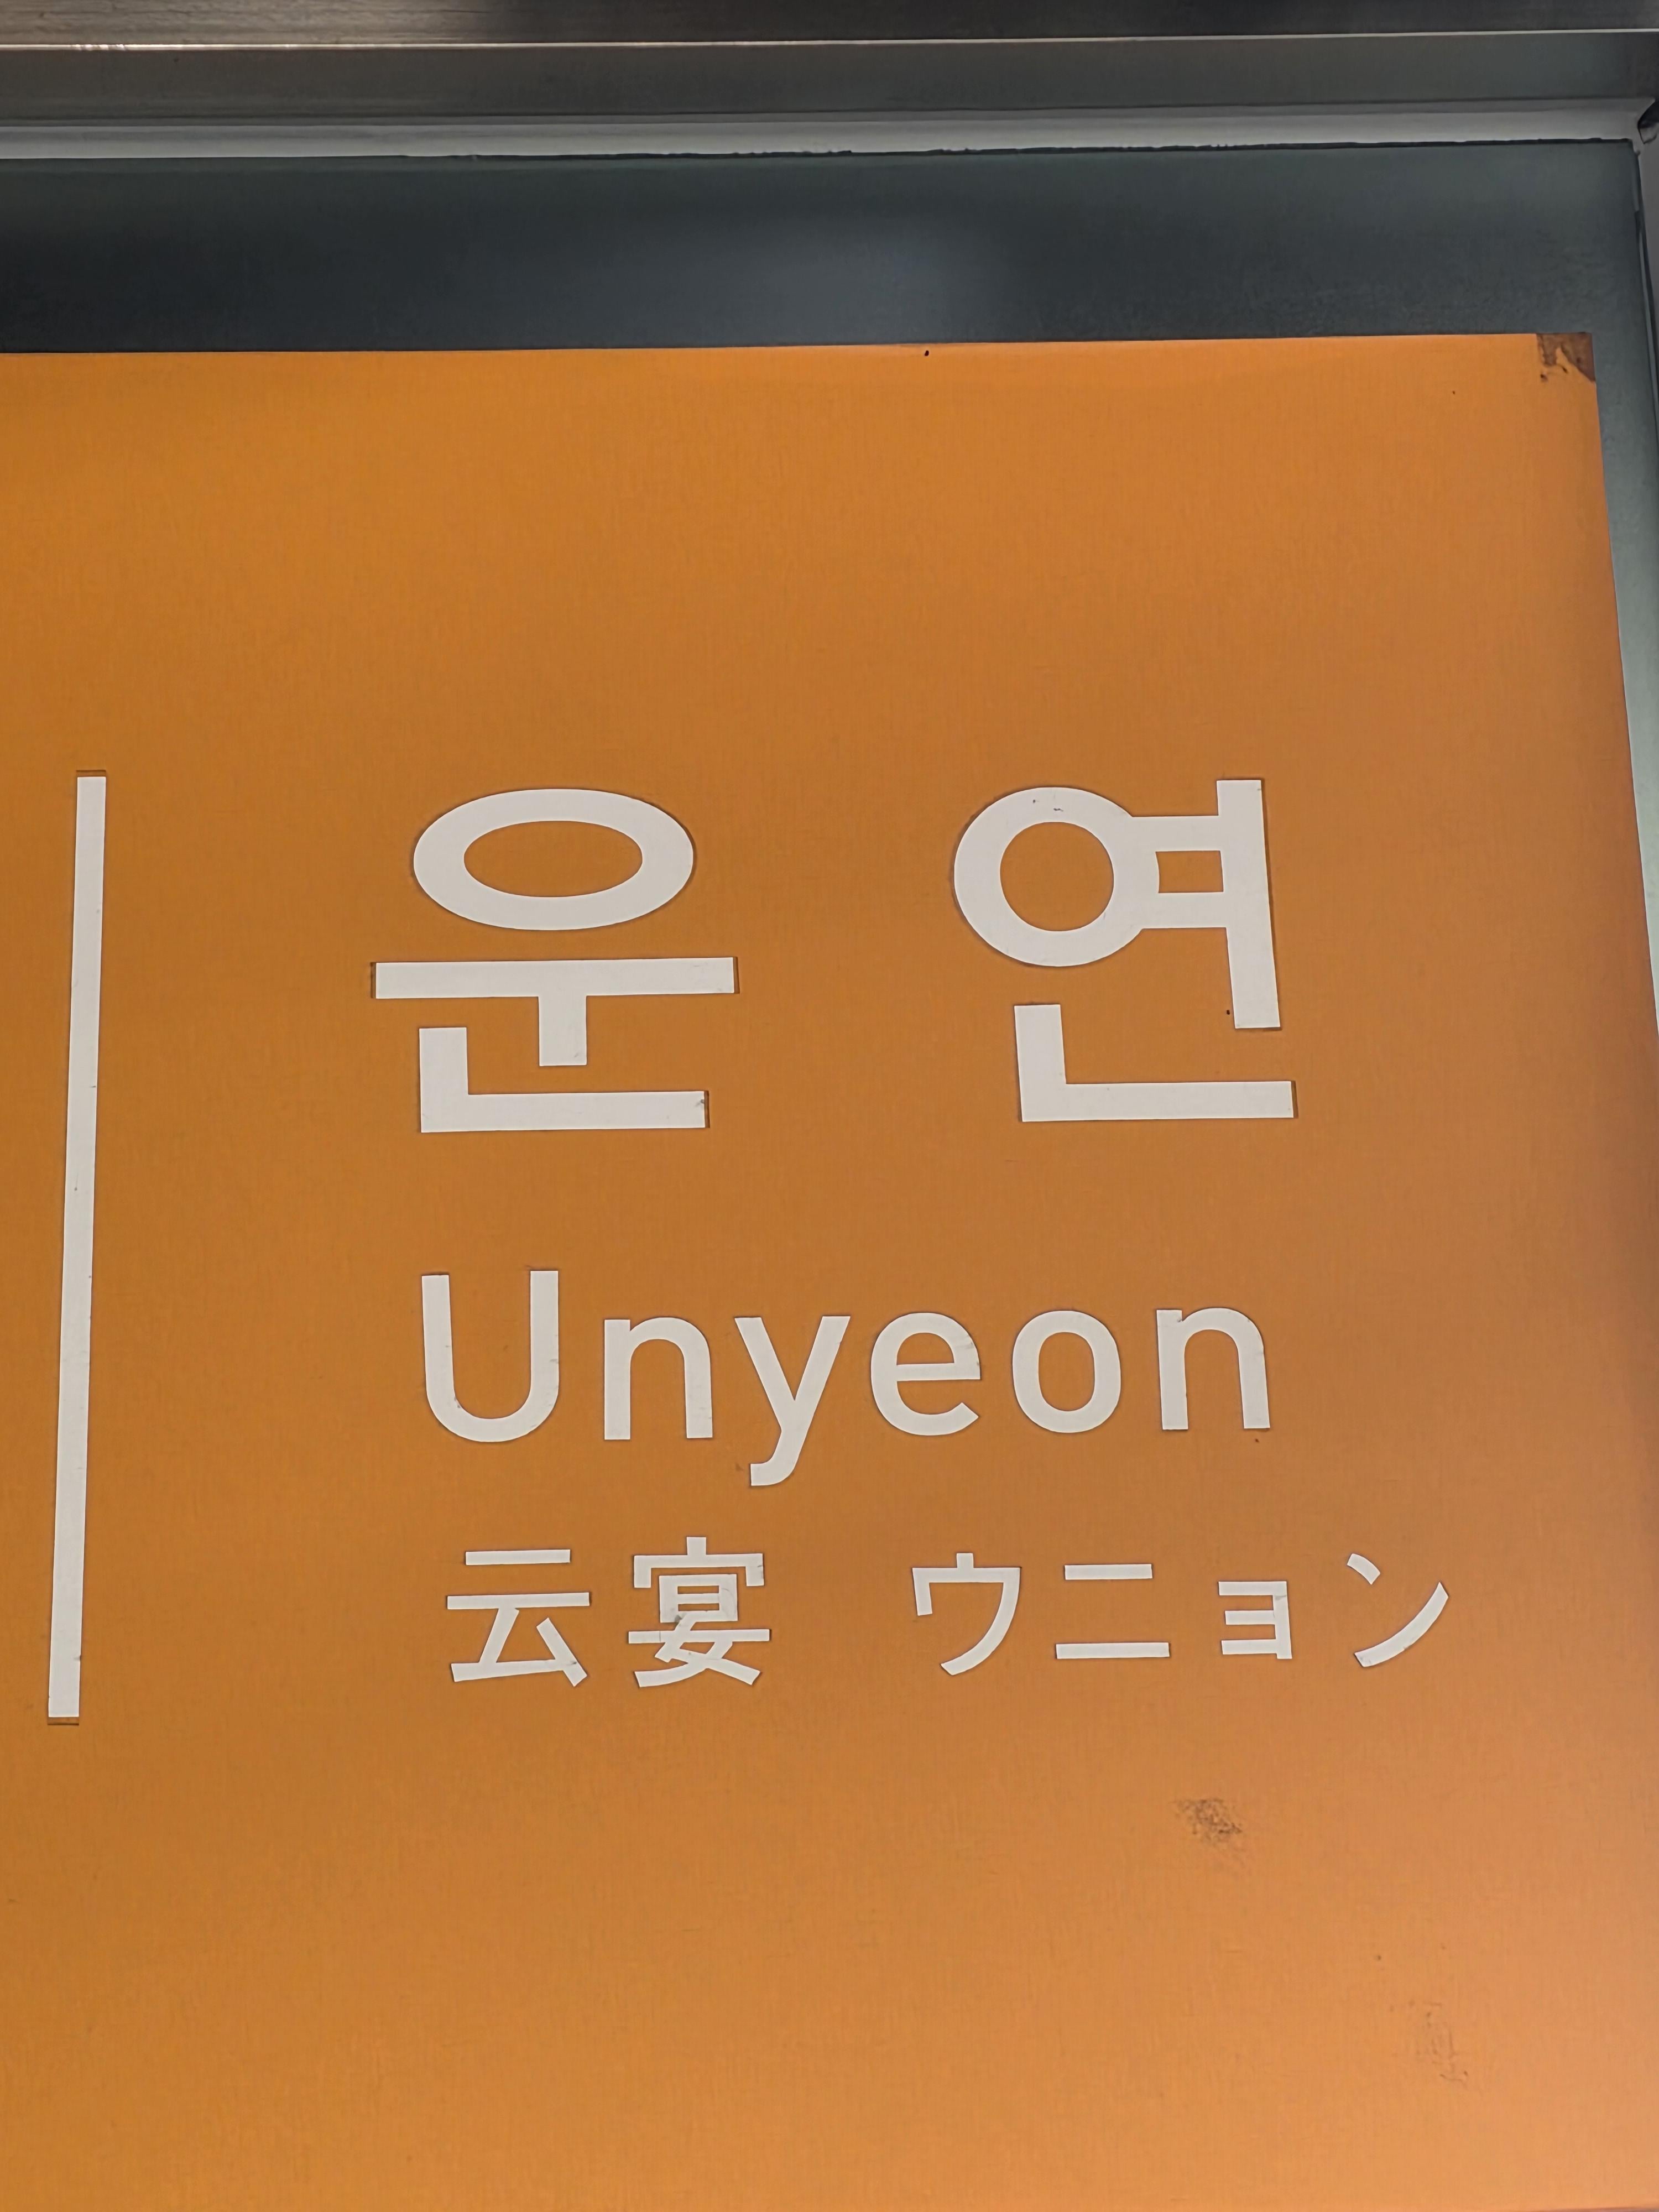 운 연
Unyeon
云宴 ウニョン